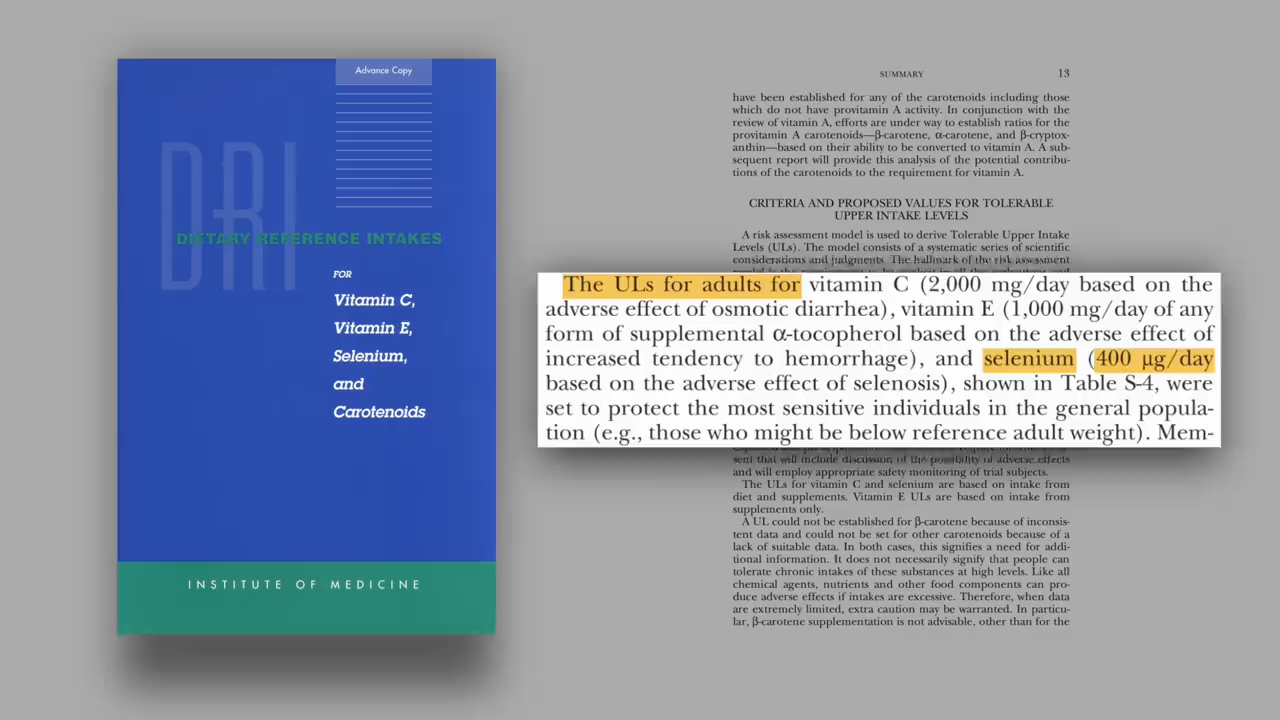 Advance Copy
DRI
DIETARY REFERENCE INTAKES
FOR
Vitamin C,
Vitamin E,
Selenium,
and
Carotenoids
INSTITUTE OF MEDICINE
SUMMARY 13
have been established for any of the carotenoids including those
which do not have provitamin A activity. In conjunction with the
review of vitamin A, efforts are under way to establish ratios for the
provitamin A carotenoids—β-carotene, α-carotene, and β-cryptox-
anthin—based on their ability to be converted to vitamin A. A sub-
sequent report will provide this analysis of the potential contribu-
tions of the carotenoids to the requirement for vitamin A.
CRITERIA AND PROPOSED VALUES FOR TOLERABLE
UPPER INTAKE LEVELS
A risk assessment model is used to derive Tolerable Upper Intake
Levels (ULs). The model consists of a systematic series of scientific
considerations and judgments. The hallmark of the risk assessment
The ULs for adults for vitamin C (2,000 mg/day based on the
adverse effect of osmotic diarrhea), vitamin E (1,000 mg/day of any
form of supplemental α-tocopherol based on the adverse effect of
increased tendency to hemorrhage), and selenium (400 μg/day
based on the adverse effect of selenosis), shown in Table S-4, were
set to protect the most sensitive individuals in the general popula-
tion (e.g., those who might be below reference adult weight). Mem-
sent that will include discussion of the possibility of adverse effects
and will employ appropriate safety monitoring of trial subjects.
The ULs for vitamin C and selenium are based on intake from
diet and supplements. Vitamin E ULs are based on intake from
supplements only.
A UL could not be established for β-carotene because of inconsis-
tent data and could not be set for other carotenoids because of a
lack of suitable data. In both cases, this signifies a need for addi-
tional information. It does not necessarily signify that people can
tolerate chronic intakes of these substances at high levels. Like all
chemical agents, nutrients and other food components can pro-
duce adverse effects if intakes are excessive. Therefore, when data
are extremely limited, extra caution may be warranted. In particu-
lar, β-carotene supplementation is not advisable, other than for the